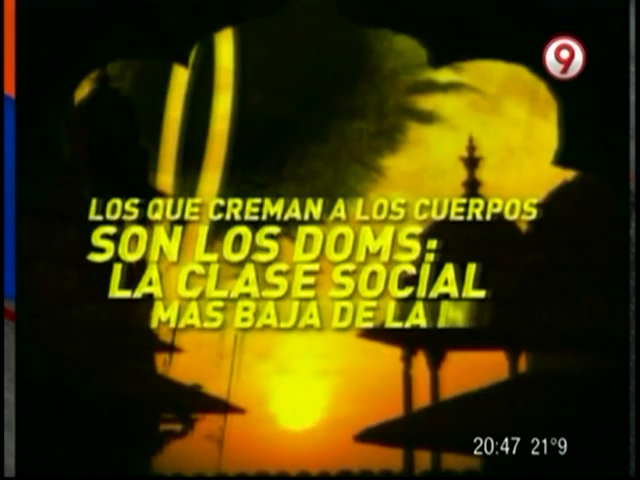 9
LOS QUE CREMAN A LOS CUERPOS
SON LOS DOMS:
LA CLASE SOCIAL
MAS BAJA DE LA
20:47 21°9